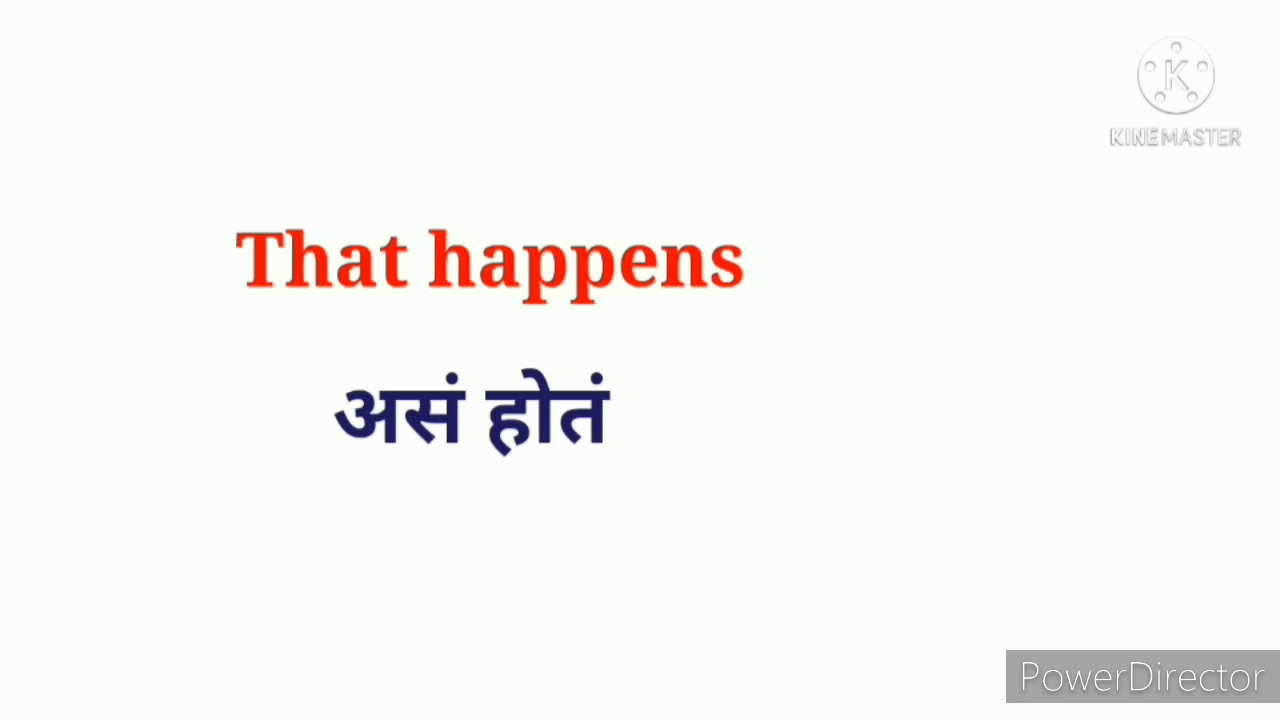 KINEMASTER
That happens
असं होतं
PowerDirector